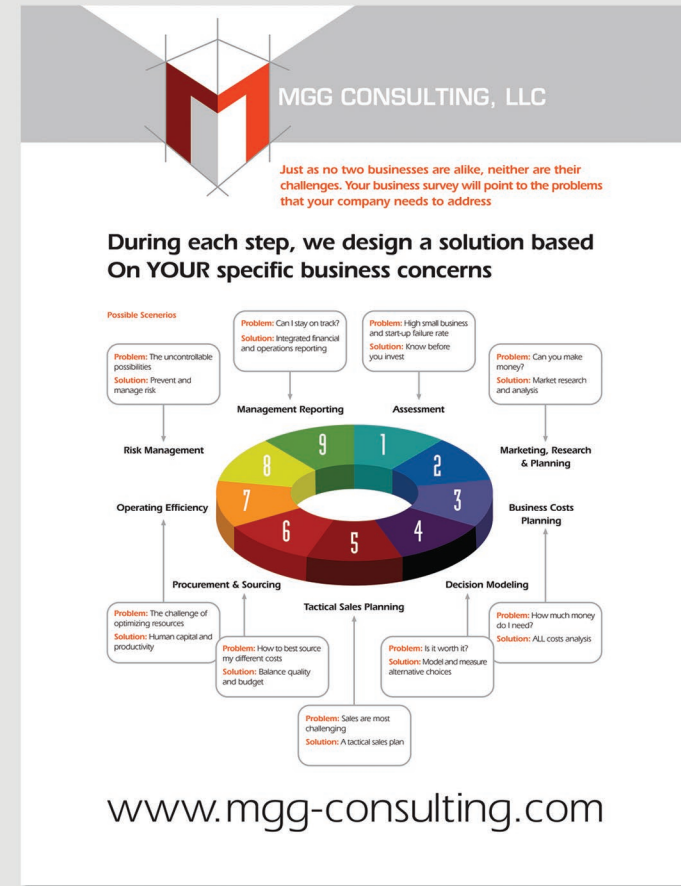 MGG CONSULTING, LLC
Just as no two businesses are alike, neither are their
challenges. Your business survey will point to the problems
that your company needs to address
During each step, we design a solution based
On YOUR specific business concerns
Possible Scenerios
Problem: Can I stay on track?
Solution: Integrated financial
and operations reporting
Problem: High small business
and start-up failure rate
Solution: Know before
you invest
Problem: The uncontrollable
possibilities
Solution: Prevent and
manage risk
Problem: Can you make
money?
Solution: Market research
and analysis
Management Reporting
Assessment
Risk Management
Marketing, Research
& Planning
9
1
8
2
7
3
6
4
5
Operating Efficiency
Business Costs
Planning
Procurement & Sourcing
Decision Modeling
Tactical Sales Planning
Problem: The challenge of
optimizing resources
Solution: Human capital and
productivity
Problem: How much money
do I need?
Solution: ALL costs analysis
Problem: How to best source
my different costs
Solution: Balance quality
and budget
Problem: Is it worth it?
Solution: Model and measure
alternative choices
Problem: Sales are most
challenging
Solution: A tactical sales plan
www.mgg-consulting.com